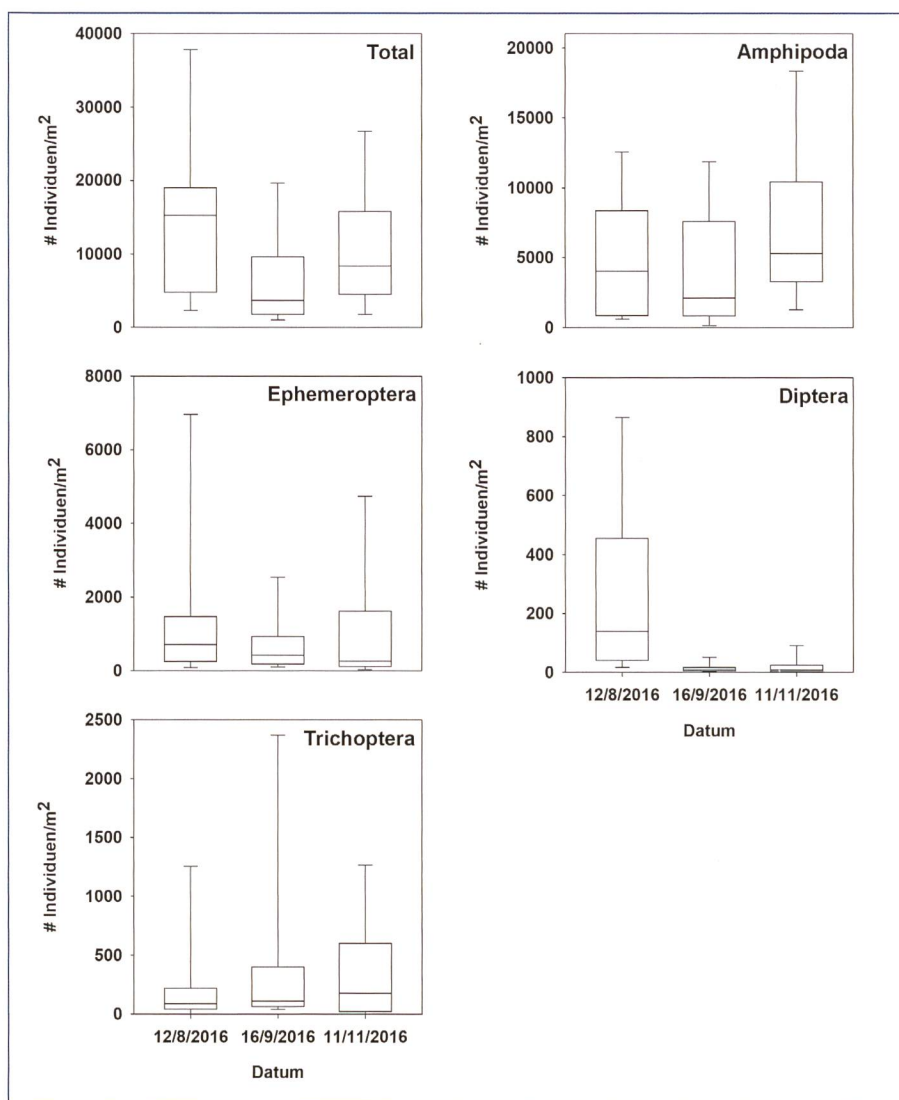 Total
# Individuen/m²
40000
30000
20000
10000
0
Amphipoda
# Individuen/m²
20000
15000
10000
5000
0
Ephemeroptera
# Individuen/m²
8000
6000
4000
2000
0
Diptera
# Individuen/m²
1000
800
600
400
200
0
12/8/2016 16/9/2016 11/11/2016
Datum
Trichoptera
# Individuen/m²
2500
2000
1500
1000
500
0
12/8/2016 16/9/2016 11/11/2016
Datum